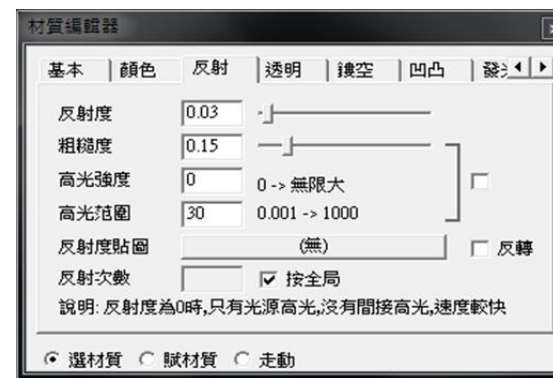 材質編輯器
基本 顏色 反射 透明 鏤空 凹凸
反射度 0.03
粗糙度 0.15
高光強度 0 0 -> 無限大
高光范圍 30 0.001 -> 1000
反射度貼圖 (無) 反轉
反射次數 按全局
說明: 反射度為0時,只有光源高光,沒有間接高光,速度較快
選材質 賦材質 走動